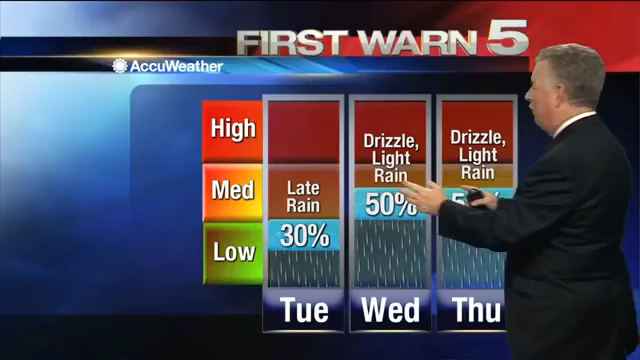 FIRST WARN 5
AccuWeather
High
Med
Low
Late
Rain
30%
Drizzle,
Light
Rain
50%
Drizzle,
Light
Rain
Tue
Wed
Thu